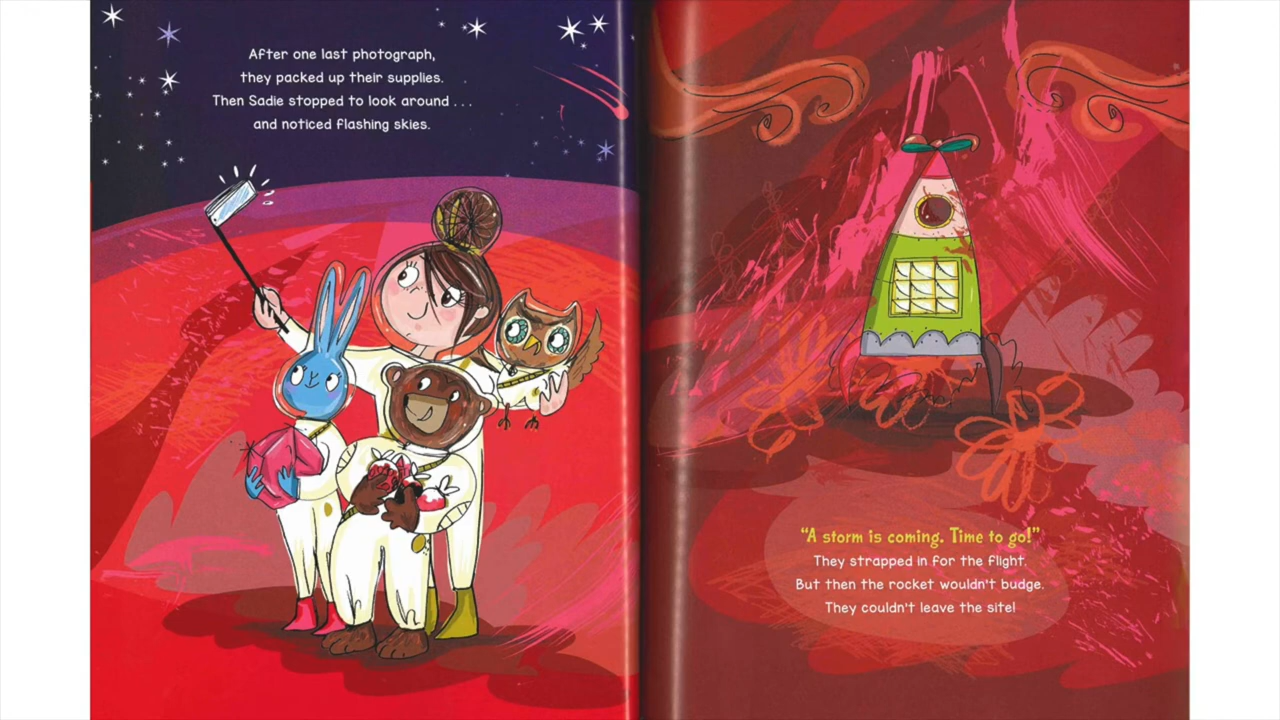 After one last photograph,
they packed up their supplies.
Then Sadie stopped to look around . . .
and noticed flashing skies.
“A storm is coming. Time to go!”
They strapped in for the flight.
But then the rocket wouldn't budge.
They couldn't leave the site!